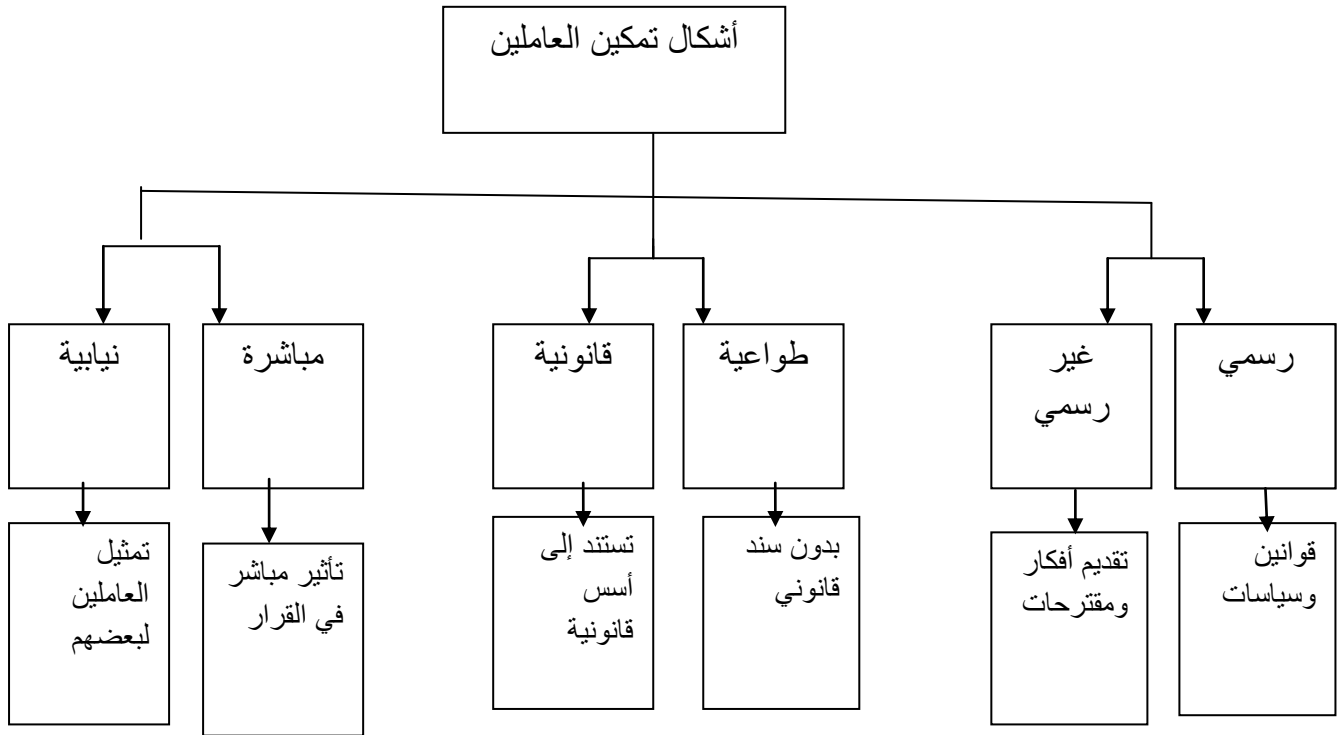 أشكال تمكين العاملين
رسمي
غير
رسمي
طواعية
قانونية
مباشرة
نيابية
قوانين
وسياسات
تقديم أفكار
ومقترحات
بدون سند
قانوني
تستند إلى
أسس
قانونية
تأثير مباشر
في القرار
تمثيل
العاملين
لبعضهم